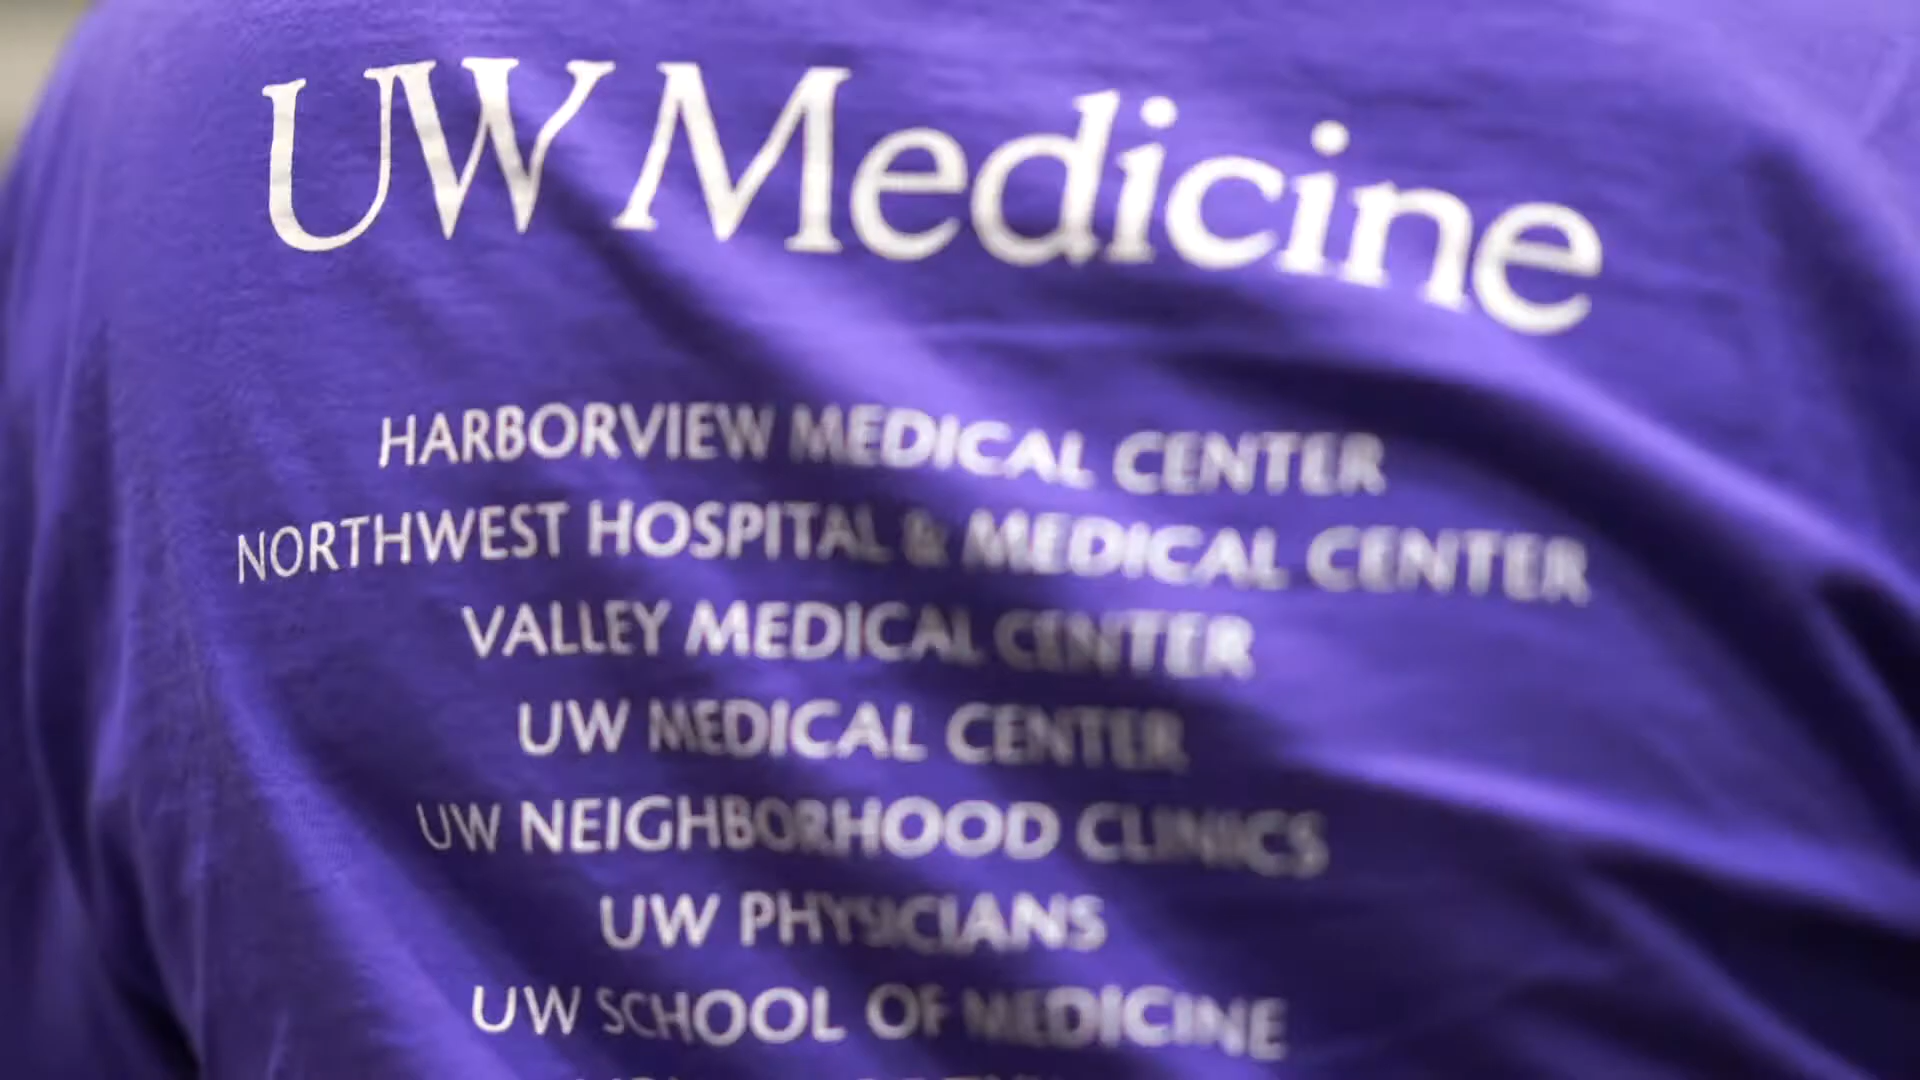 UW Medicine
HARBORVIEW MEDICAL CENTER
NORTHWEST HOSPITAL & MEDICAL CENTER
VALLEY MEDICAL CENTER
UW MEDICAL CENTER
UW NEIGHBORHOOD CLINICS
UW PHYSICIANS
UW SCHOOL OF MEDICINE